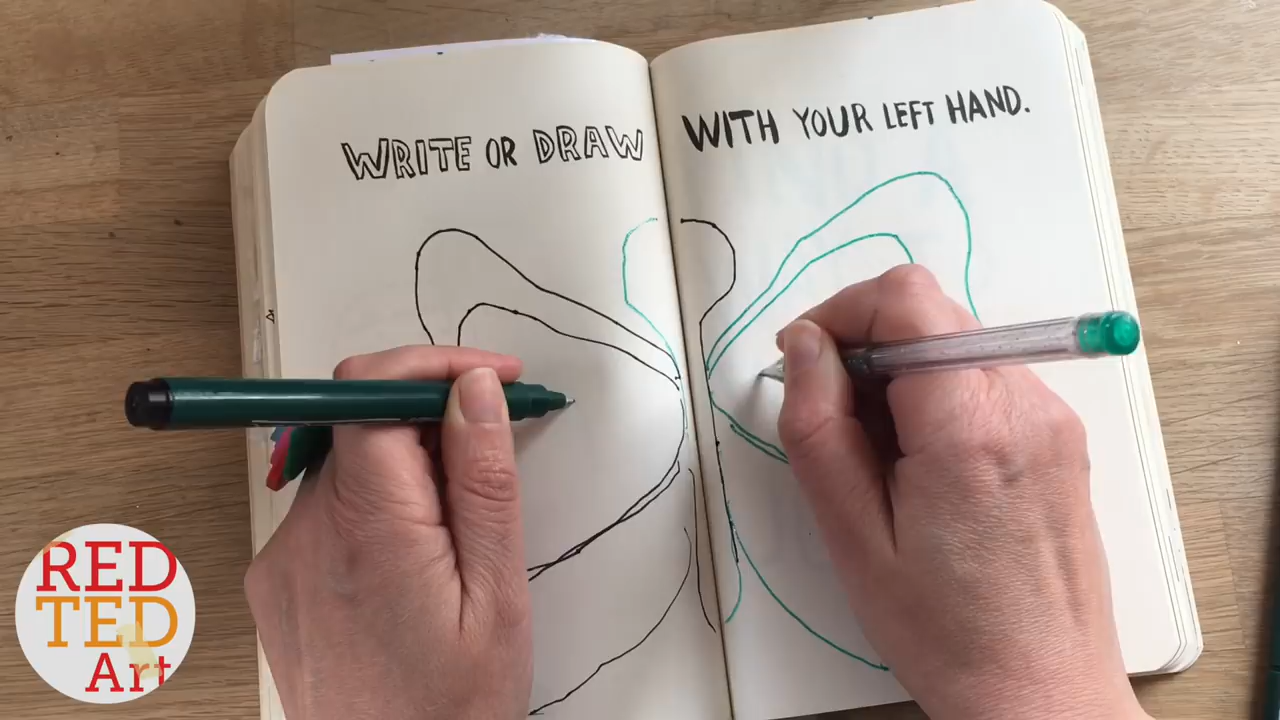 WRITE OR DRAW
WITH YOUR LEFT HAND.
RED
TED
Art